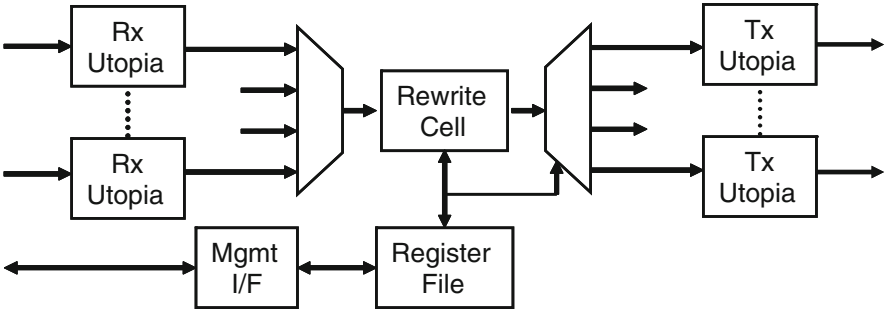 Rx
Utopia
Rewrite
Cell
Tx
Utopia
Rx
Utopia
Tx
Utopia
Mgmt
I/F
Register
File